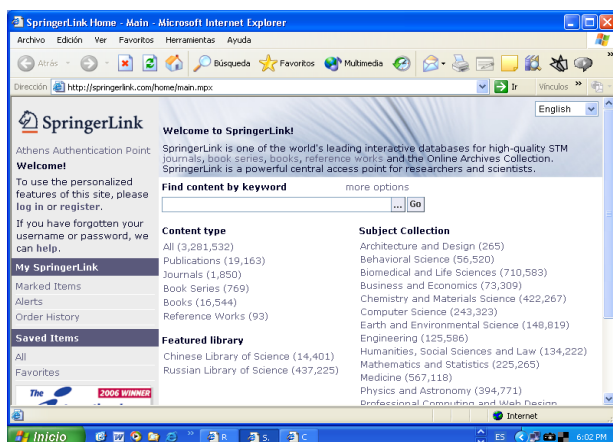 SpringerLink Home - Main - Microsoft Internet Explorer
Archivo Edición Ver Favoritos Herramientas Ayuda
Atrás Búsqueda Favoritos Multimedia
Dirección http://springerlink.com/home/main.mpx Ir Vínculos »
English
SpringerLink
Athens Authentication Point
Welcome!
To use the personalized
features of this site, please
log in or register.
If you have forgotten your
username or password, we
can help.
My SpringerLink
Marked Items
Alerts
Order History
Saved Items
All
Favorites
The
2006 WINNER
Welcome to SpringerLink!
SpringerLink is one of the world's leading interactive databases for high-quality STM
journals, book series, books, reference works and the Online Archives Collection.
SpringerLink is a powerful central access point for researchers and scientists.
Find content by keyword more options
... Go
Content type
All (3,281,532)
Publications (19,163)
Journals (1,850)
Book Series (769)
Books (16,544)
Reference Works (93)
Featured library
Chinese Library of Science (14,401)
Russian Library of Science (437,225)
Subject Collection
Architecture and Design (265)
Behavioral Science (56,520)
Biomedical and Life Sciences (710,583)
Business and Economics (73,309)
Chemistry and Materials Science (422,267)
Computer Science (243,323)
Earth and Environmental Science (148,819)
Engineering (125,586)
Humanities, Social Sciences and Law (134,222)
Mathematics and Statistics (225,265)
Medicine (567,118)
Physics and Astronomy (394,771)
Professional Computing and Web Design
Internet
Inicio » R S. C ES 6:02 PM